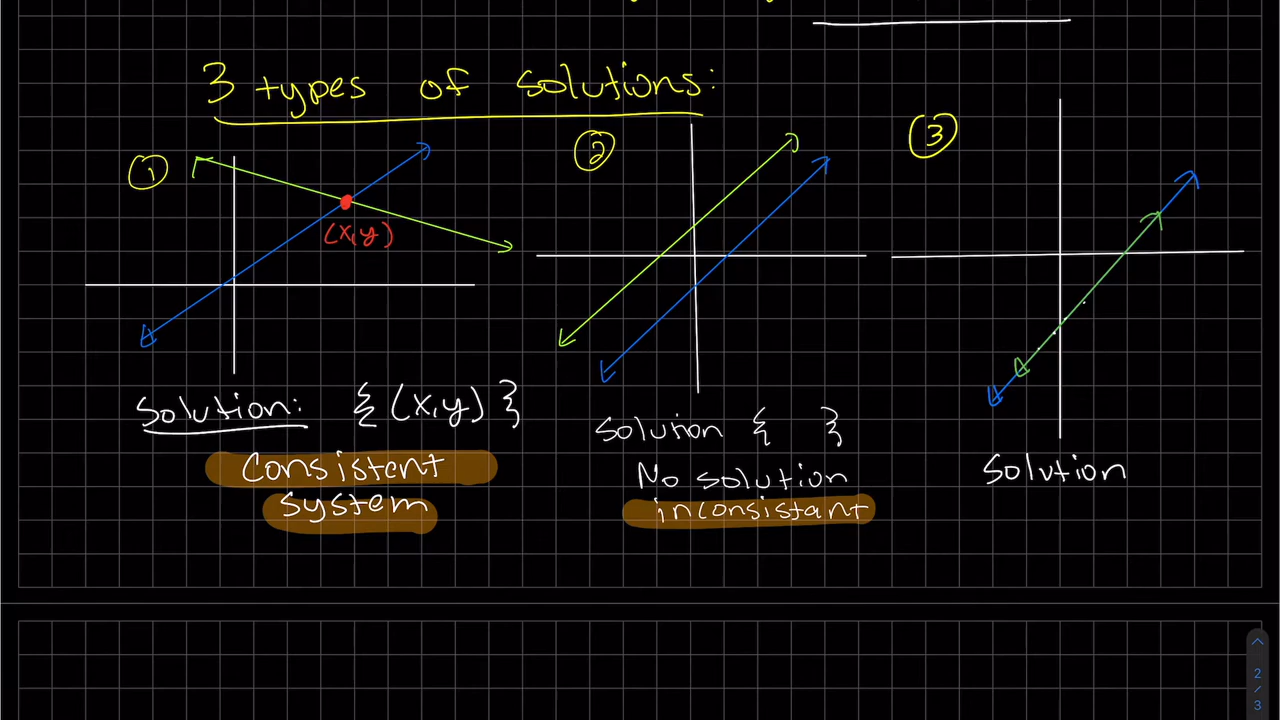 3 types of solutions:
①
(x,y)
Solution: {(x,y)}
Consistent
system
②
Solution { }
No solution
inconsistant
③
Solution
2
/
3